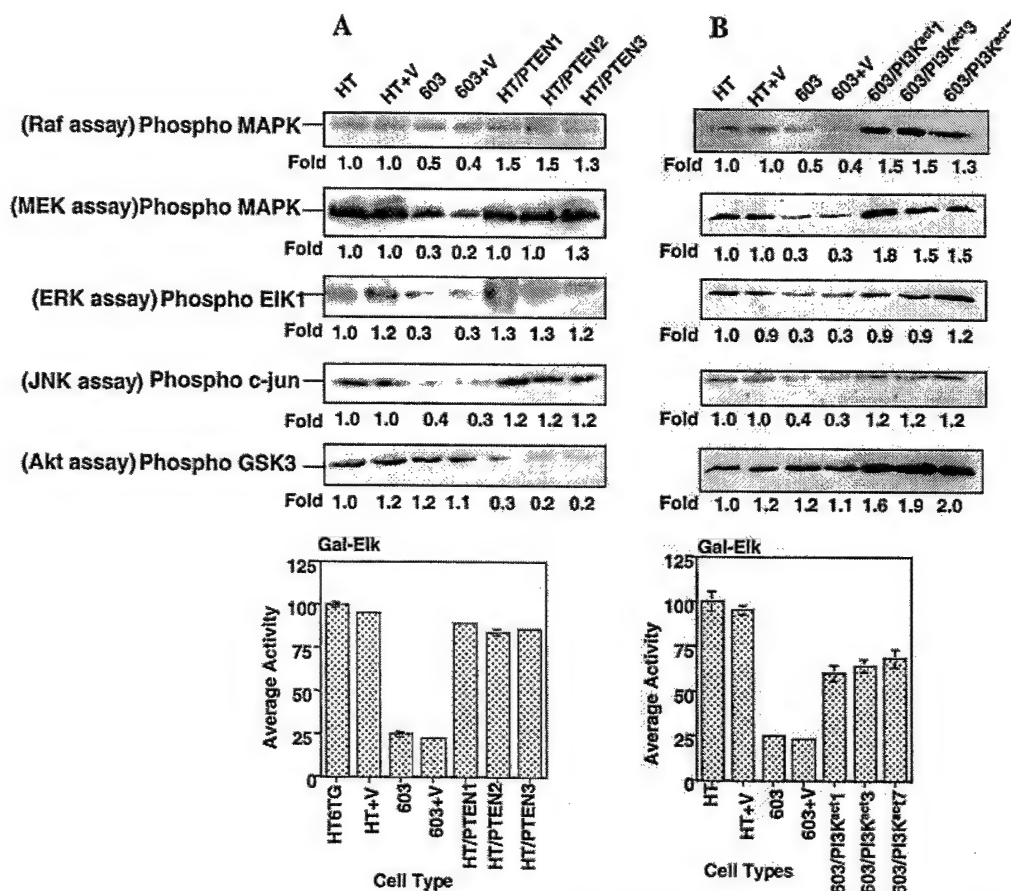 A
HT
HT+V
603
603+V
HT/PTEN1
HT/PTEN2
HT/PTEN3
(Raf assay) Phospho MAPK
Fold 1.0 1.0 0.5 0.4 1.5 1.5 1.3
(MEK assay) Phospho MAPK
Fold 1.0 1.0 0.3 0.2 1.0 1.0 1.3
(ERK assay) Phospho ElK1
Fold 1.0 1.2 0.3 0.3 1.3 1.3 1.2
(JNK assay) Phospho c-jun
Fold 1.0 1.0 0.4 0.3 1.2 1.2 1.2
(Akt assay) Phospho GSK3
Fold 1.0 1.2 1.2 1.1 0.3 0.2 0.2
Gal-Elk
Average Activity
125
100
75
50
25
0
HT6TG
HT+V
603
603+V
HT/PTEN1
HT/PTEN2
HT/PTEN3
Cell Type
B
HT
HT+V
603
603+V
603/PI3Kact1
603/PI3Kact3
Fold 1.0 1.0 0.5 0.4 1.5 1.5 1.3
Fold 1.0 1.0 0.3 0.3 1.8 1.5 1.5
Fold 1.0 0.9 0.3 0.3 0.9 0.9 1.2
Fold 1.0 1.0 0.4 0.3 1.2 1.2 1.2
Fold 1.0 1.2 1.2 1.1 1.6 1.9 2.0
Gal-Elk
Average Activity
125
100
75
50
25
0
HT
HT+V
603
603+V
603/PI3Kact1
603/PI3Kact3
603/PI3Kact7
Cell Types